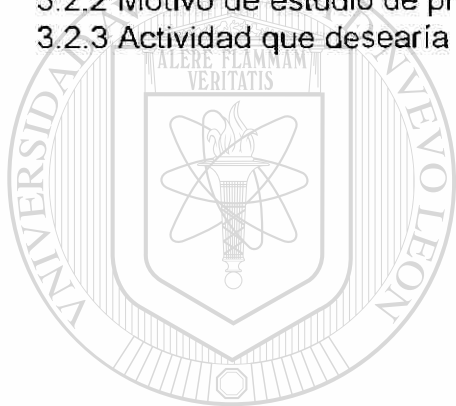 3.2.2 Motivo de estudio de
3.2.3 Actividad que desearía
ALERE FLAMMAM
VERITATIS
UNIVERSIDAD
NUEVO LEON